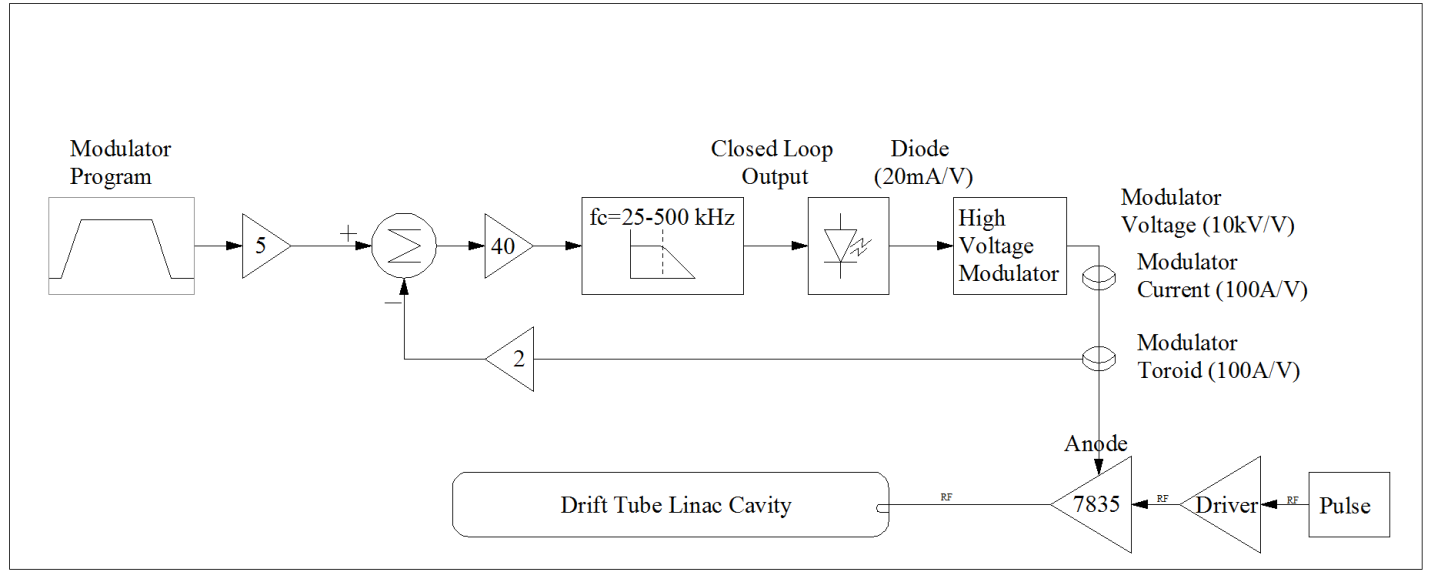 Modulator
Program
Closed Loop
Output
Diode
(20mA/V)
Modulator
Voltage (10kV/V)
5
+
40
fc=25-500 kHz
High
Voltage
Modulator
Modulator
Current (100A/V)
−
2
Modulator
Toroid (100A/V)
Anode
Drift Tube Linac Cavity
RF
7835
RF
Driver
RF
Pulse